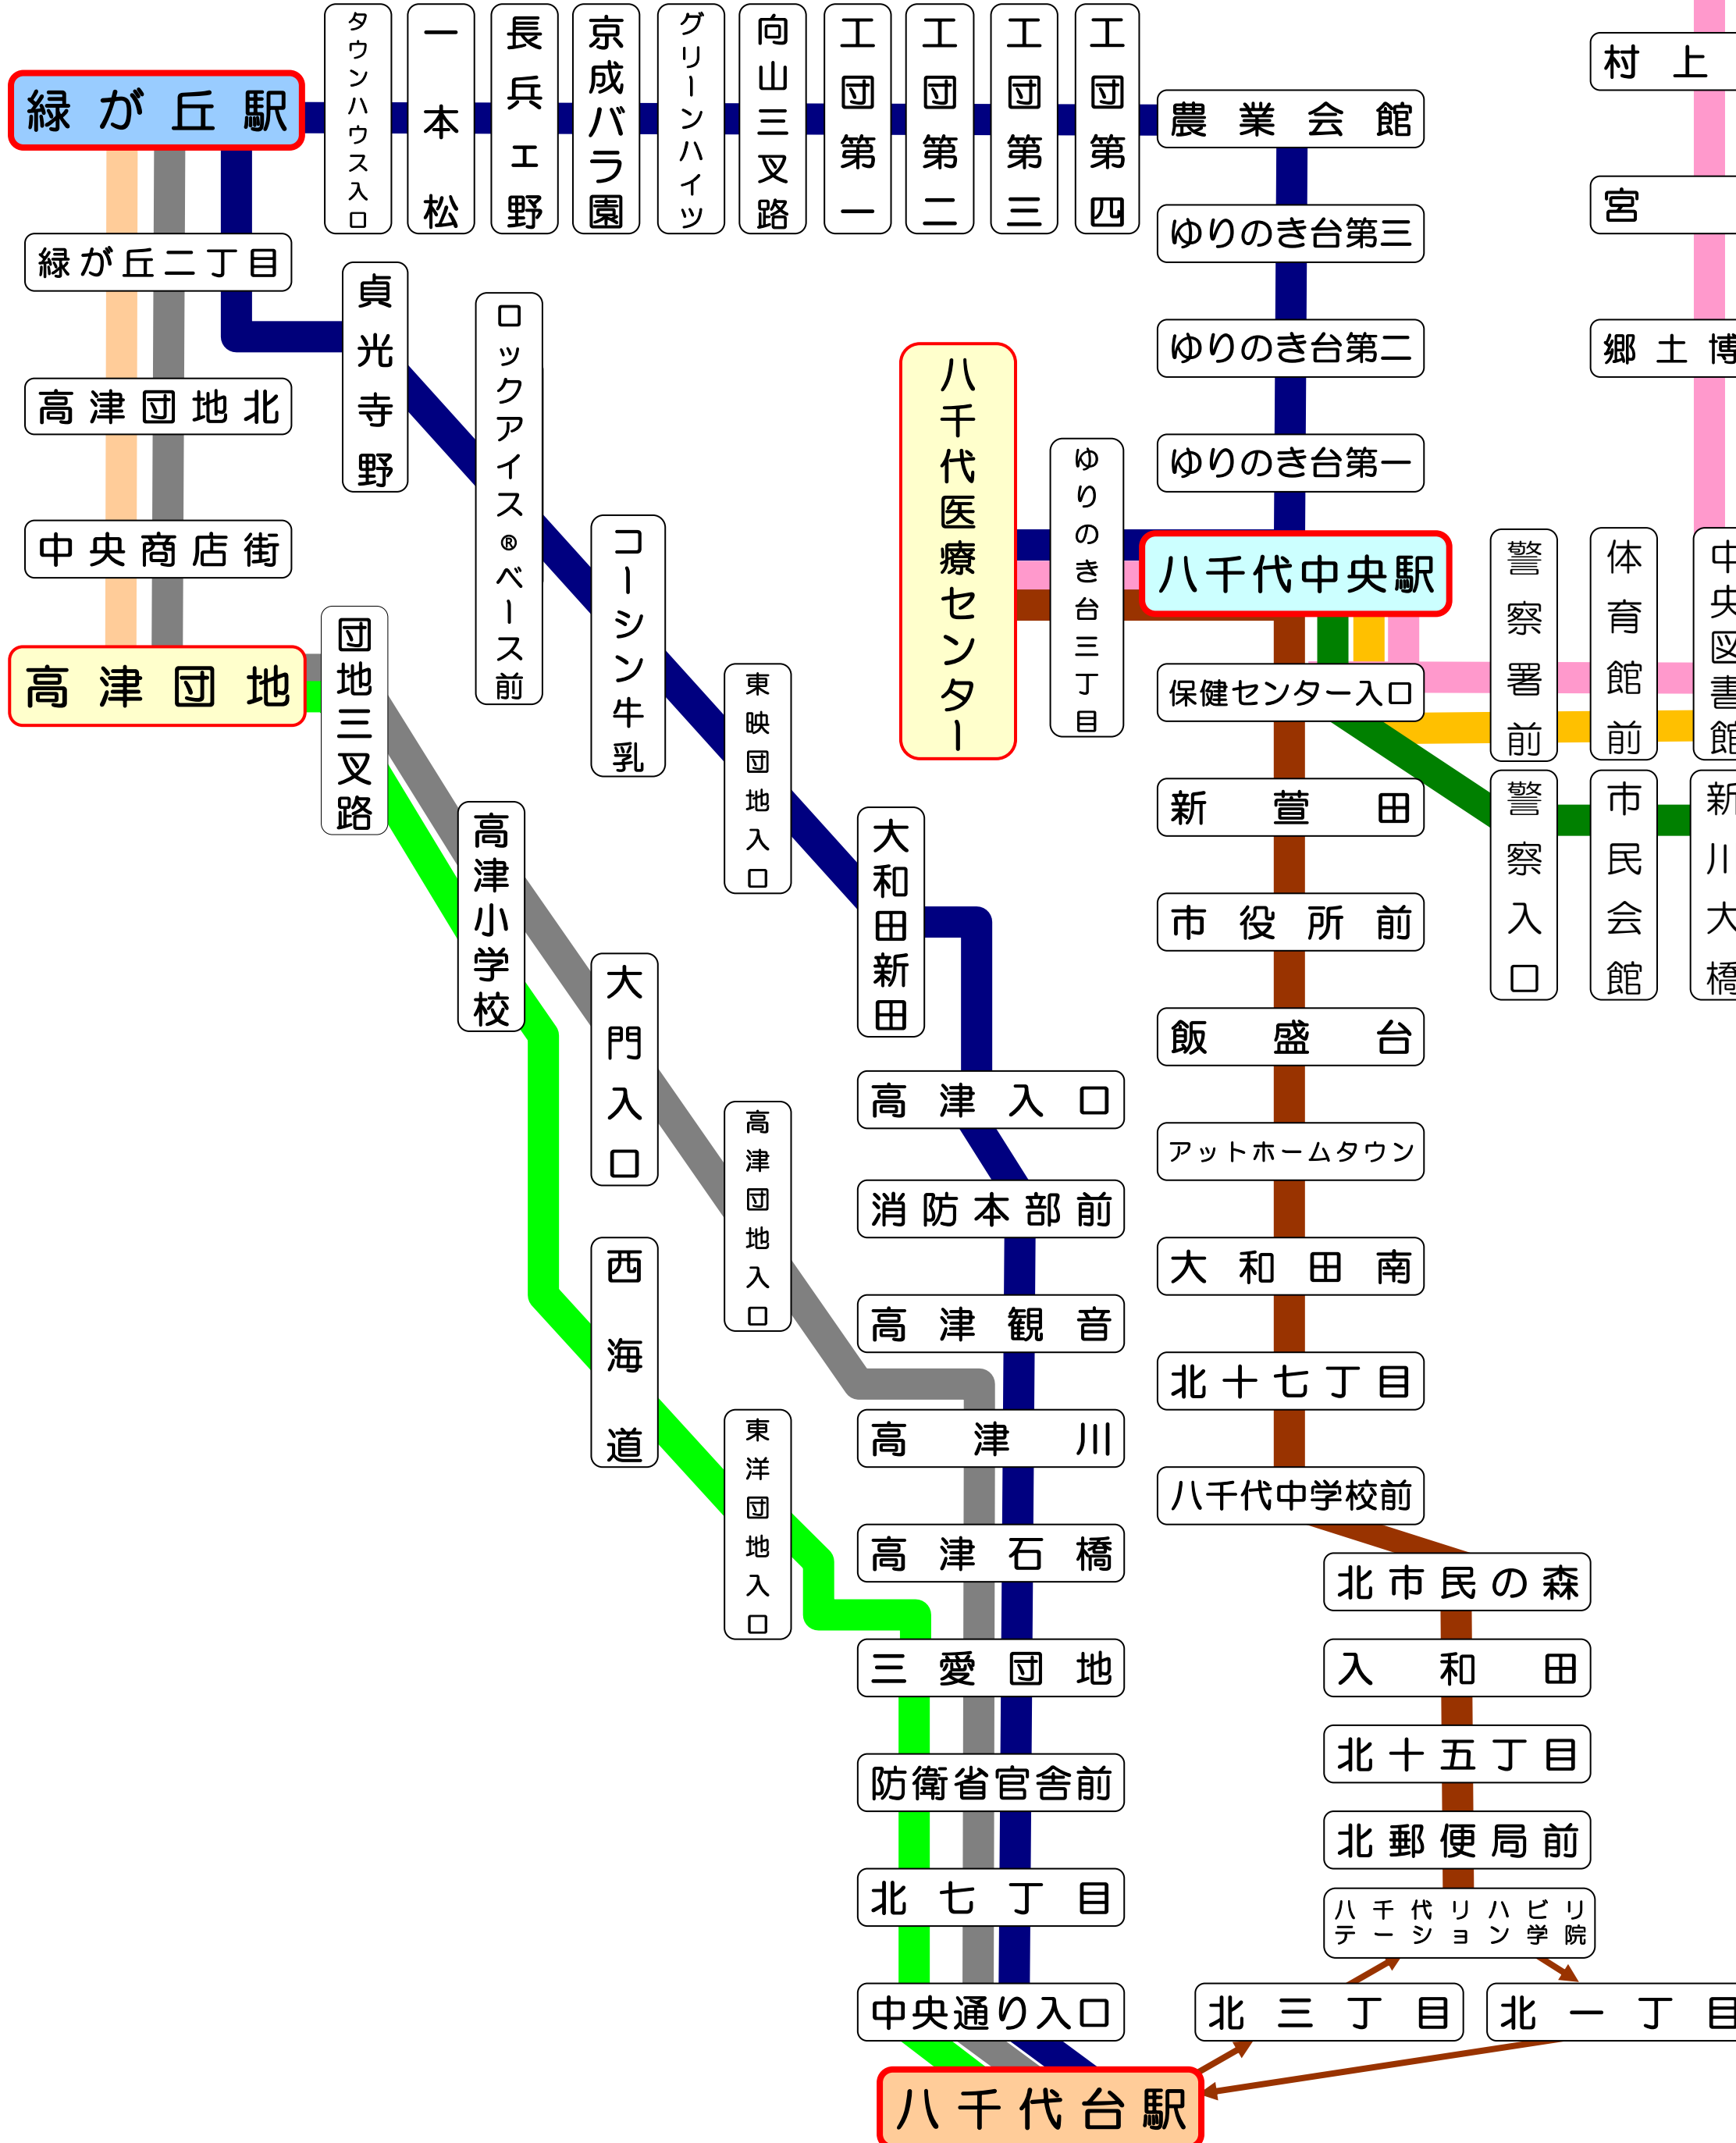 緑が丘駅
タウンハウス入口
一本松
長兵エ野
京成バラ園
グリーンハイツ
向山三叉路
工団第一
工団第二
工団第三
工団第四
農業会館
村上
緑が丘二丁目
高津団地北
中央商店街
高津団地
貞光寺野
ロックアイス®ベース前
コーシン牛乳
東映団地入口
大和田新田
八千代医療センター
ゆりのき台三丁目
ゆりのき台第三
ゆりのき台第二
ゆりのき台第一
八千代中央駅
宮
郷土博
警察署前
体育館前
中央図書館
保健センター入口
新萱田
市役所前
飯盛台
アットホームタウン
大和田南
北十七丁目
八千代中学校前
警察入口
市民会館
新川大橋
団地三叉路
高津小学校
大門入口
高津団地入口
西海道
東洋団地入口
高津入口
消防本部前
高津観音
高津川
高津石橋
三愛団地
防衛省官舎前
北七丁目
中央通り入口
北市民の森
入和田
北十五丁目
北郵便局前
八千代リハビリ
テーション学院
北三丁目
北一丁目
八千代台駅